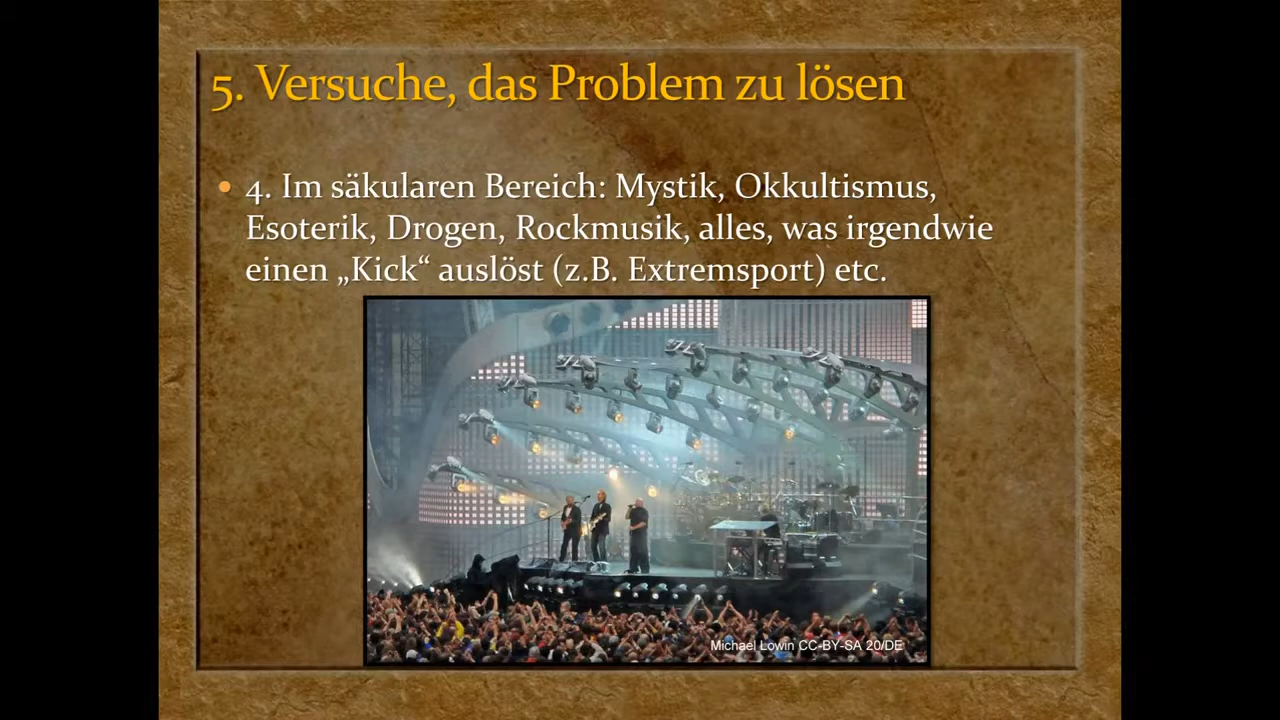 5. Versuche, das Problem zu lösen
• 4. Im säkularen Bereich: Mystik, Okkultismus,
Esoterik, Drogen, Rockmusik, alles, was irgendwie
einen „Kick“ auslöst (z.B. Extremsport) etc.
Michael Lowin CC-BY-SA 20/DE